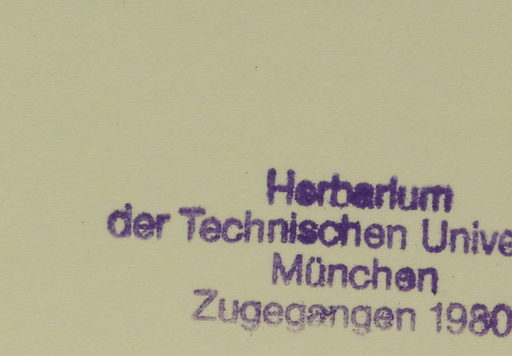 Herbarium
der Technischen Unive
München
Zugegangen 1980